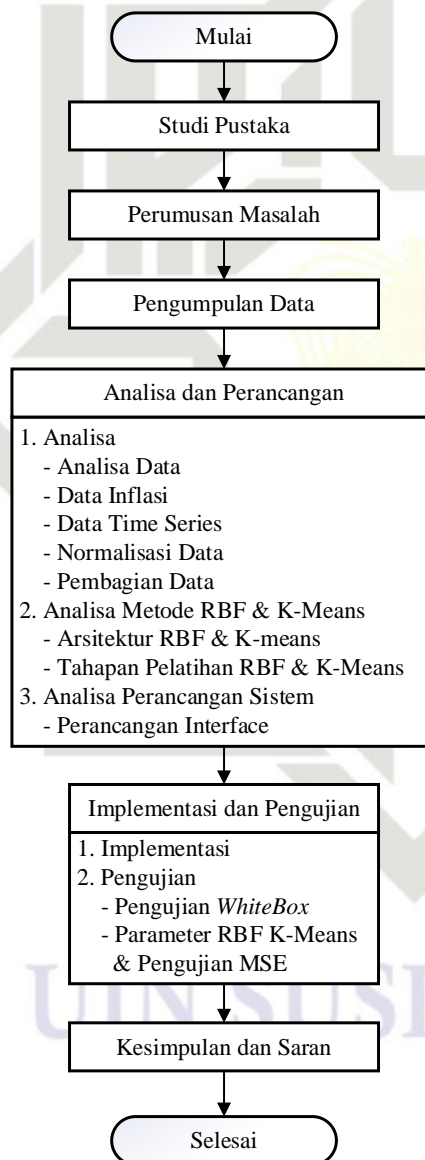 Mulai
Studi Pustaka
Perumusan Masalah
Pengumpulan Data
Analisa dan Perancangan
1. Analisa
- Analisa Data
- Data Inflasi
- Data Time Series
- Normalisasi Data
- Pembagian Data
2. Analisa Metode RBF & K-Means
- Arsitektur RBF & K-means
- Tahapan Pelatihan RBF & K-Means
3. Analisa Perancangan Sistem
- Perancangan Interface
Implementasi dan Pengujian
1. Implementasi
2. Pengujian
- Pengujian WhiteBox
- Parameter RBF K-Means
& Pengujian MSE
UIN SUS
Kesimpulan dan Saran
Selesai